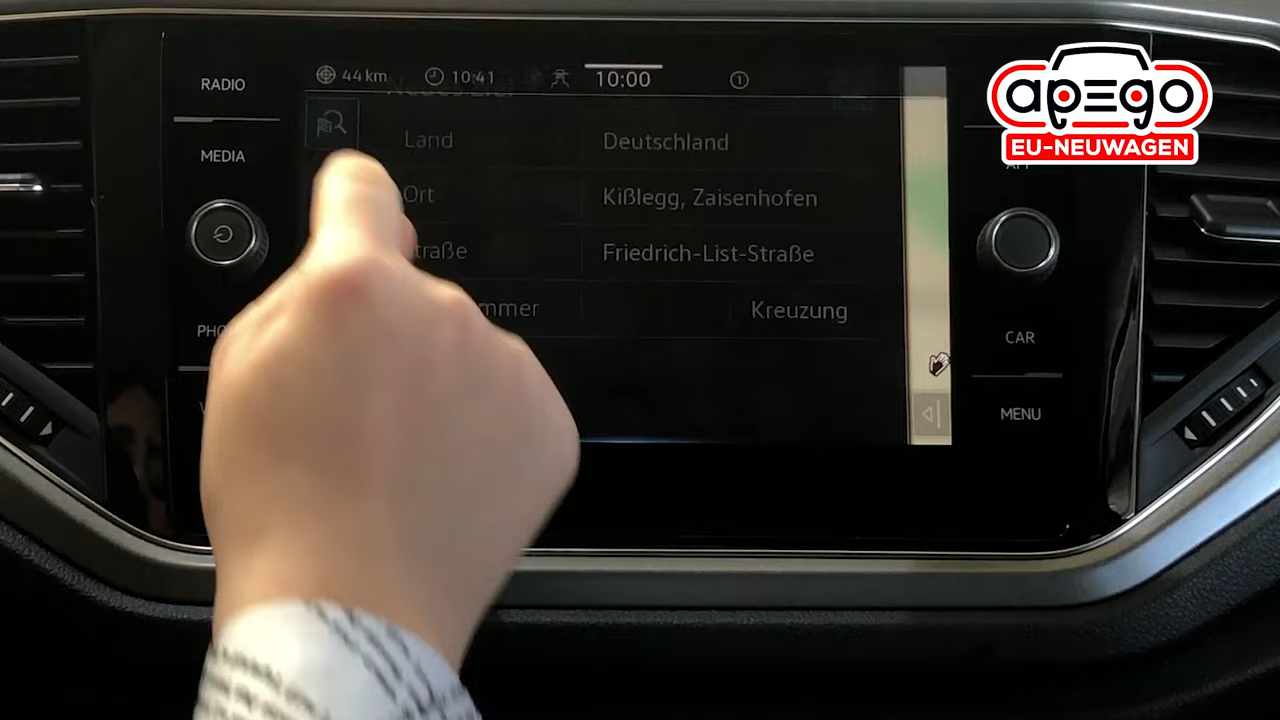 RADIO
MEDIA
44 km
10:41
10:00
1
Land
Deutschland
Ort
Kißlegg, Zaisenhofen
traße
Friedrich-List-Straße
mmer
Kreuzung
CAR
MENU
apego
EU-NEUWAGEN